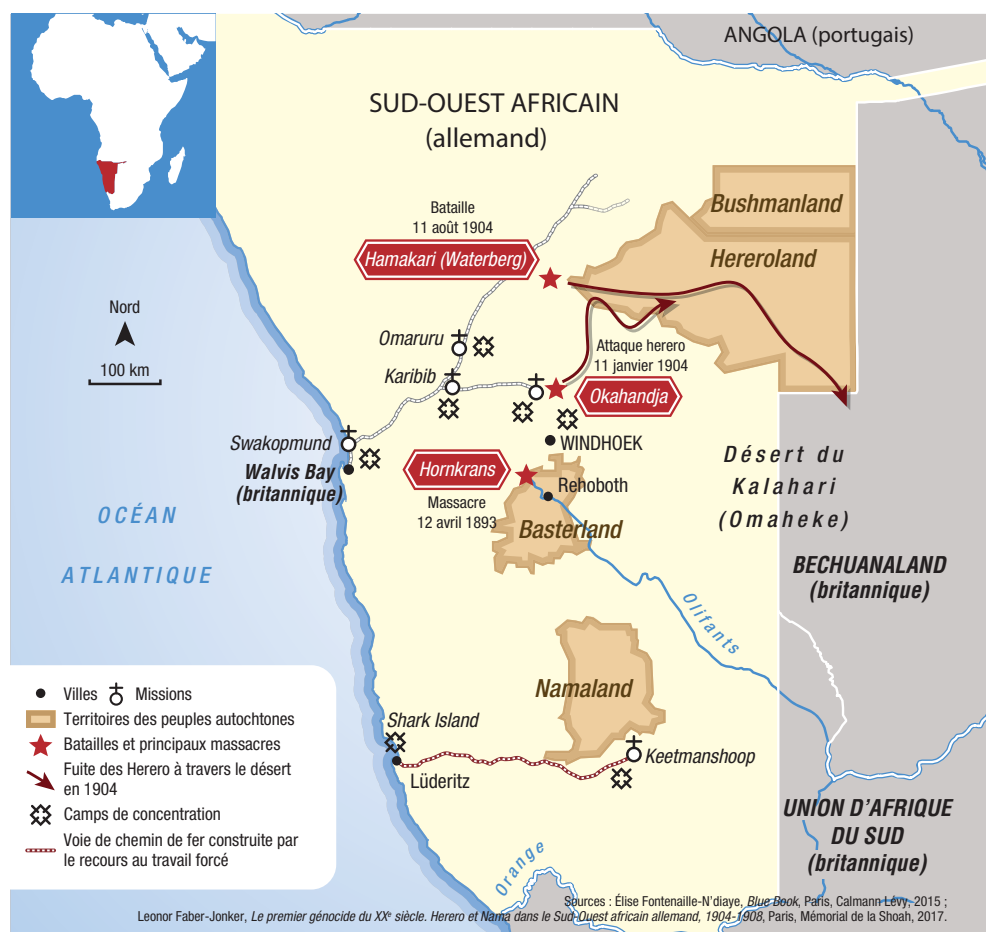 ANGOLA (portugais)
SUD-OUEST AFRICAIN
(allemand)
Bushmanland
Bataille
11 août 1904
Hamakari (Waterberg)
Hereroland
Nord
100 km
Omaruru
Attaque herero
11 janvier 1904
Karibib
Okahandja
Swakopmund
WINDHOEK
Walvis Bay
(britannique)
Hornkrans
Désert du
Kalahari
(Omaheke)
Rehoboth
Massacre
12 avril 1893
Basterland
OCÉAN
ATLANTIQUE
BECHUANALAND
(britannique)
Olifants
Namaland
Shark Island
Keetmanshoop
Lüderitz
UNION D'AFRIQUE
DU SUD
(britannique)
Orange
Villes
Missions
Territoires des peuples autochtones
Batailles et principaux massacres
Fuite des Herero à travers le désert
en 1904
Camps de concentration
Voie de chemin de fer construite par
le recours au travail forcé
Sources : Élise Fontenaille-N'diaye, Blue Book, Paris, Calmann Lévy, 2015 ;
Leonor Faber-Jonker, Le premier génocide du XXe siècle. Herero et Nama dans le Sud-Ouest africain allemand, 1904-1908, Paris, Mémorial de la Shoah, 2017.